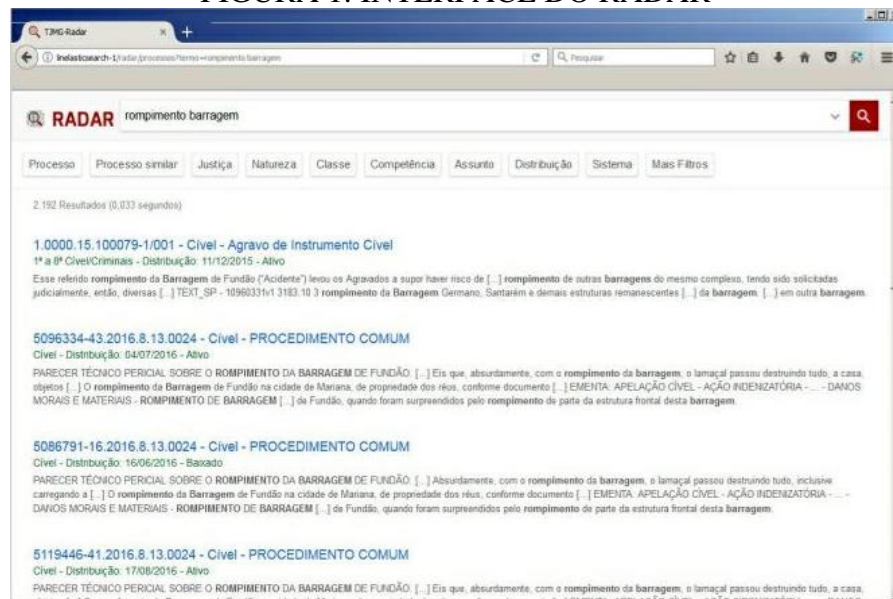 FIGURA 1: INTERFACE DO RADAR
TJMG-Radar
lnelasticsearch-1/radar/processos?termo=rompimento barragem
Pesquisar
RADAR rompimento barragem
Processo Processo similar Justiça Natureza Classe Competência Assunto Distribuição Sistema Mais Filtros
2.192 Resultados (0,033 segundos)
1.0000.15.100079-1/001 - Cível - Agravo de Instrumento Cível
1ª a 8ª Cível/Criminais - Distribuição: 11/12/2015 - Ativo
Esse referido rompimento da Barragem de Fundão ("Acidente") levou os Agravados a supor haver risco de [...] rompimento de outras barragens do mesmo complexo, tendo sido solicitadas
judicialmente, então, diversas [...] TEXT_SP - 10960331v1 3183.10 3 rompimento da Barragem Germano, Santarém e demais estruturas remanescentes [...] da barragem. [...] em outra barragem.
5096334-43.2016.8.13.0024 - Cível - PROCEDIMENTO COMUM
Cível - Distribuição: 04/07/2016 - Ativo
PARECER TÉCNICO PERICIAL SOBRE O ROMPIMENTO DA BARRAGEM DE FUNDÃO. [...] Eis que, absurdamente, com o rompimento da barragem, o lamaçal passou destruindo tudo, a casa,
objetos [...] O rompimento da Barragem de Fundão na cidade de Mariana, de propriedade dos réus, conforme documento [...] EMENTA: APELAÇÃO CÍVEL - AÇÃO INDENIZATÓRIA - ... - DANOS
MORAIS E MATERIAIS - ROMPIMENTO DE BARRAGEM [...] de Fundão, quando foram surpreendidos pelo rompimento de parte da estrutura frontal desta barragem.
5086791-16.2016.8.13.0024 - Cível - PROCEDIMENTO COMUM
Cível - Distribuição: 16/06/2016 - Baixado
PARECER TÉCNICO PERICIAL SOBRE O ROMPIMENTO DA BARRAGEM DE FUNDÃO. [...] Absurdamente, com o rompimento da barragem, o lamaçal passou destruindo tudo, inclusive
carregando a [...] O rompimento da Barragem de Fundão na cidade de Mariana, de propriedade dos réus, conforme documento [...] EMENTA: APELAÇÃO CÍVEL - AÇÃO INDENIZATÓRIA - ... -
DANOS MORAIS E MATERIAIS - ROMPIMENTO DE BARRAGEM [...] de Fundão, quando foram surpreendidos pelo rompimento de parte da estrutura frontal desta barragem.
5119446-41.2016.8.13.0024 - Cível - PROCEDIMENTO COMUM
Cível - Distribuição: 17/08/2016 - Ativo
PARECER TÉCNICO PERICIAL SOBRE O ROMPIMENTO DA BARRAGEM DE FUNDÃO. [...] Eis que, absurdamente, com o rompimento da barragem, o lamaçal passou destruindo tudo, a casa,